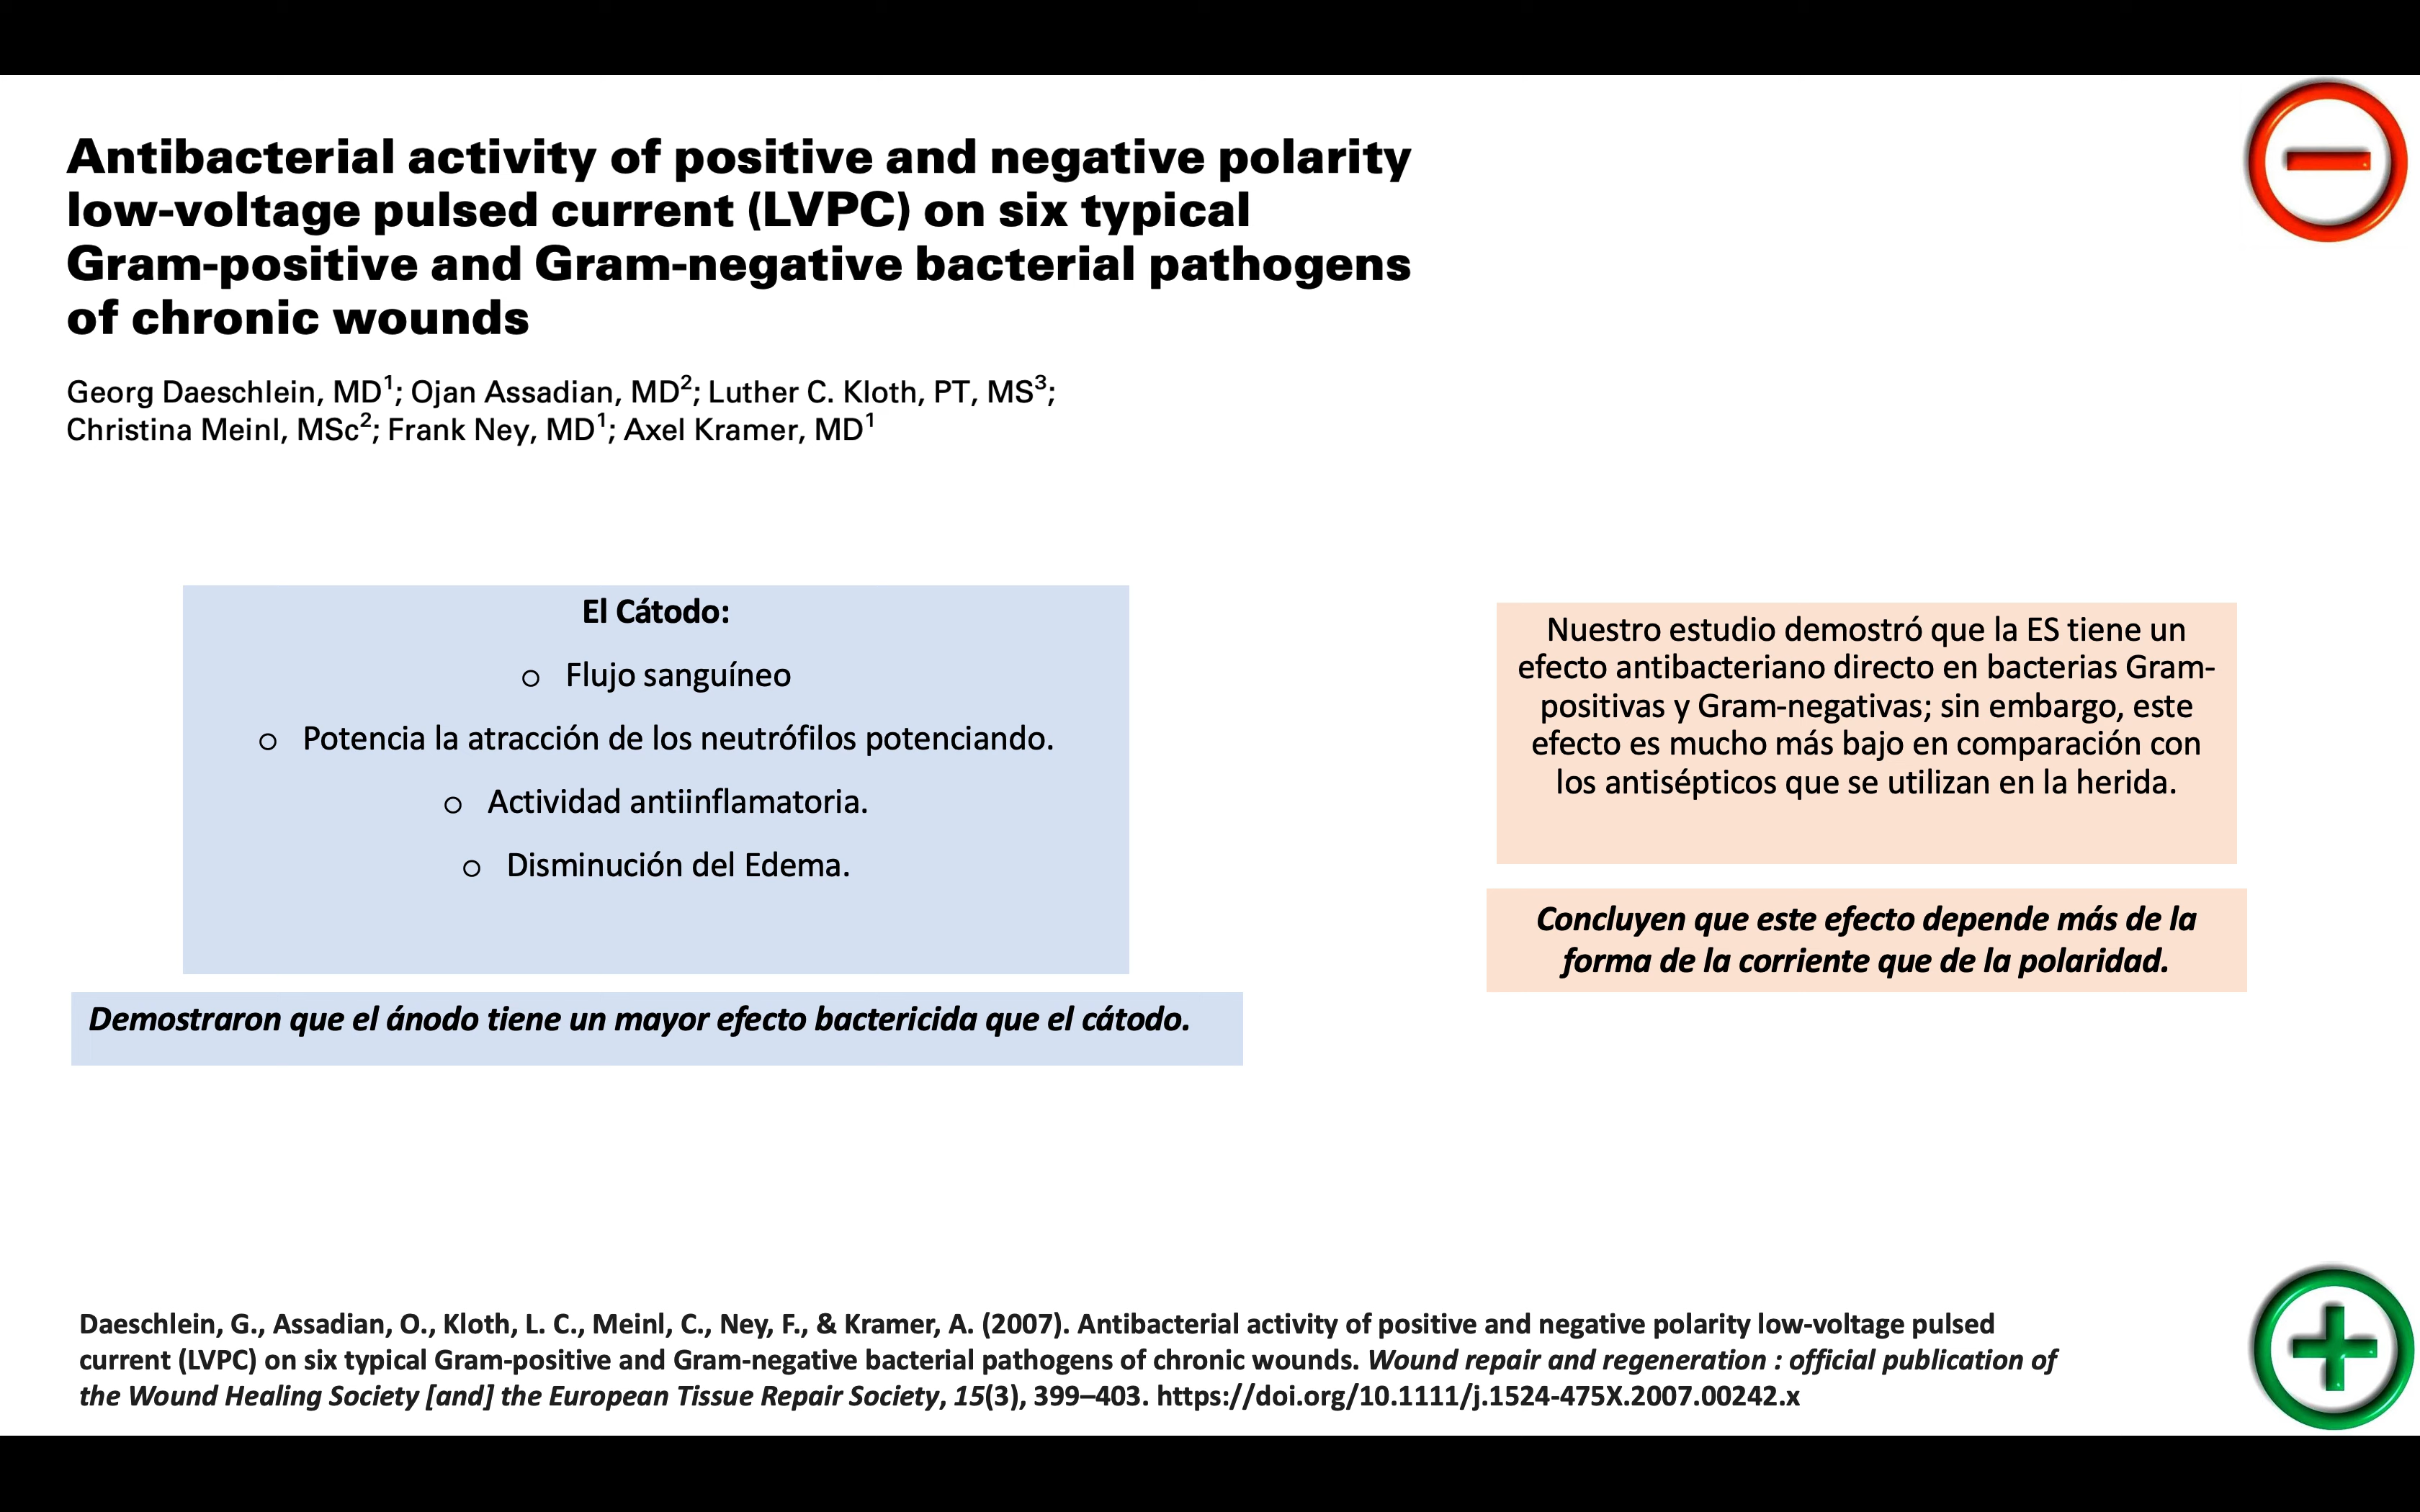 Antibacterial activity of positive and negative polarity
low-voltage pulsed current (LVPC) on six typical
Gram-positive and Gram-negative bacterial pathogens
of chronic wounds
Georg Daeschlein, MD1; Ojan Assadian, MD2; Luther C. Kloth, PT, MS3;
Christina Meinl, MSc2; Frank Ney, MD1; Axel Kramer, MD1
El Cátodo:
o Flujo sanguíneo
o Potencia la atracción de los neutrófilos potenciando.
o Actividad antiinflamatoria.
o Disminución del Edema.
Demostraron que el ánodo tiene un mayor efecto bactericida que el cátodo.
Nuestro estudio demostró que la ES tiene un
efecto antibacteriano directo en bacterias Gram-
positivas y Gram-negativas; sin embargo, este
efecto es mucho más bajo en comparación con
los antisépticos que se utilizan en la herida.
Concluyen que este efecto depende más de la
forma de la corriente que de la polaridad.
Daeschlein, G., Assadian, O., Kloth, L. C., Meinl, C., Ney, F., & Kramer, A. (2007). Antibacterial activity of positive and negative polarity low-voltage pulsed
current (LVPC) on six typical Gram-positive and Gram-negative bacterial pathogens of chronic wounds. Wound repair and regeneration : official publication of
the Wound Healing Society [and] the European Tissue Repair Society, 15(3), 399–403. https://doi.org/10.1111/j.1524-475X.2007.00242.x